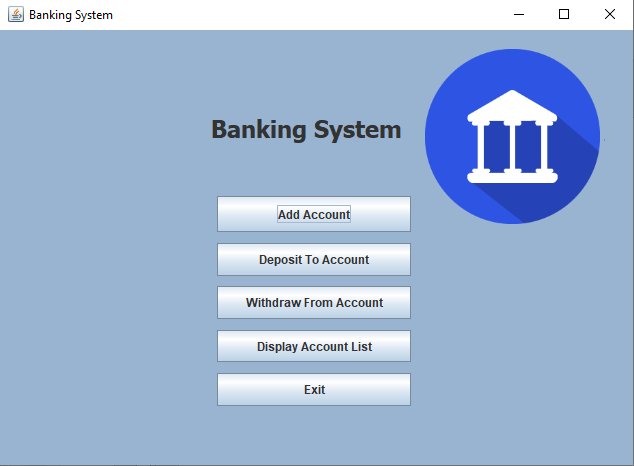 Banking System
Banking System
Add Account
Deposit To Account
Withdraw From Account
Display Account List
Exit